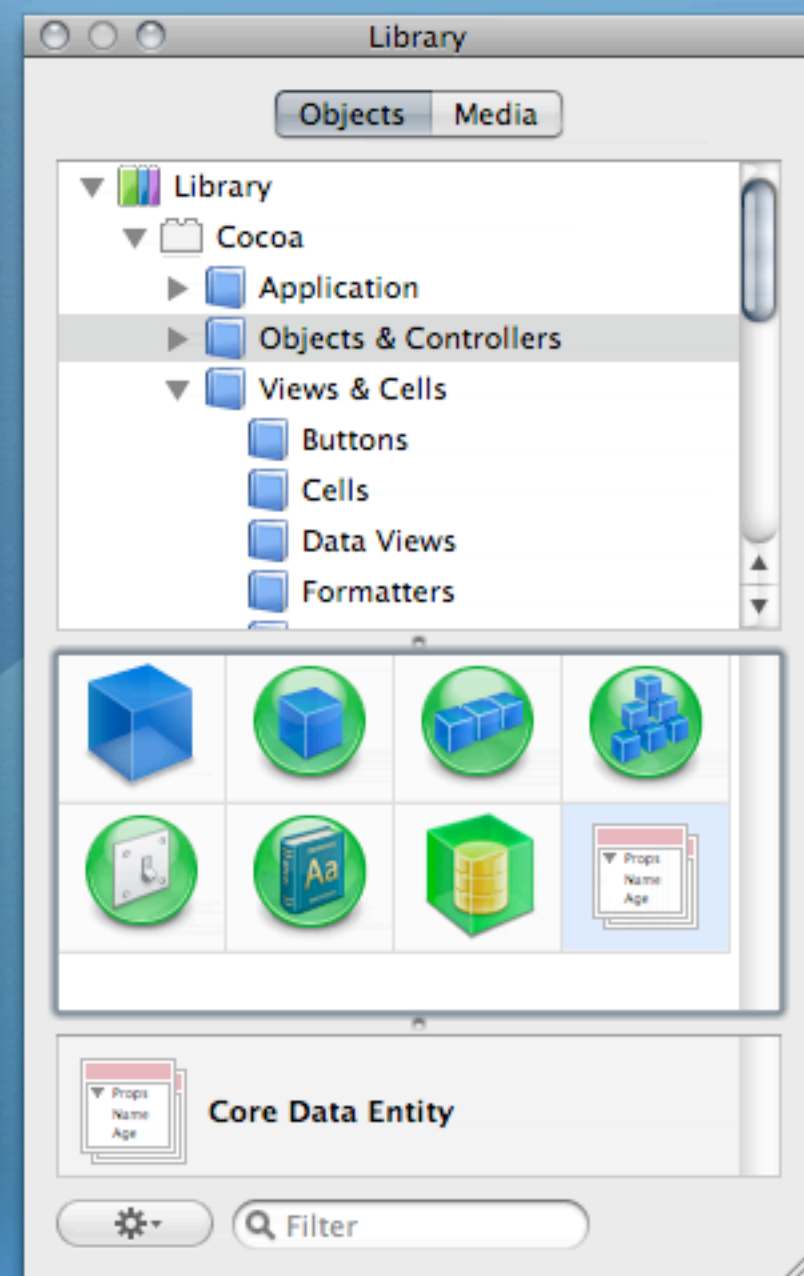 Library
Objects Media
Library
Cocoa
Application
Objects & Controllers
Views & Cells
Buttons
Cells
Data Views
Formatters
Aa
Props
Name
Age
Props
Name
Age
Core Data Entity
Filter